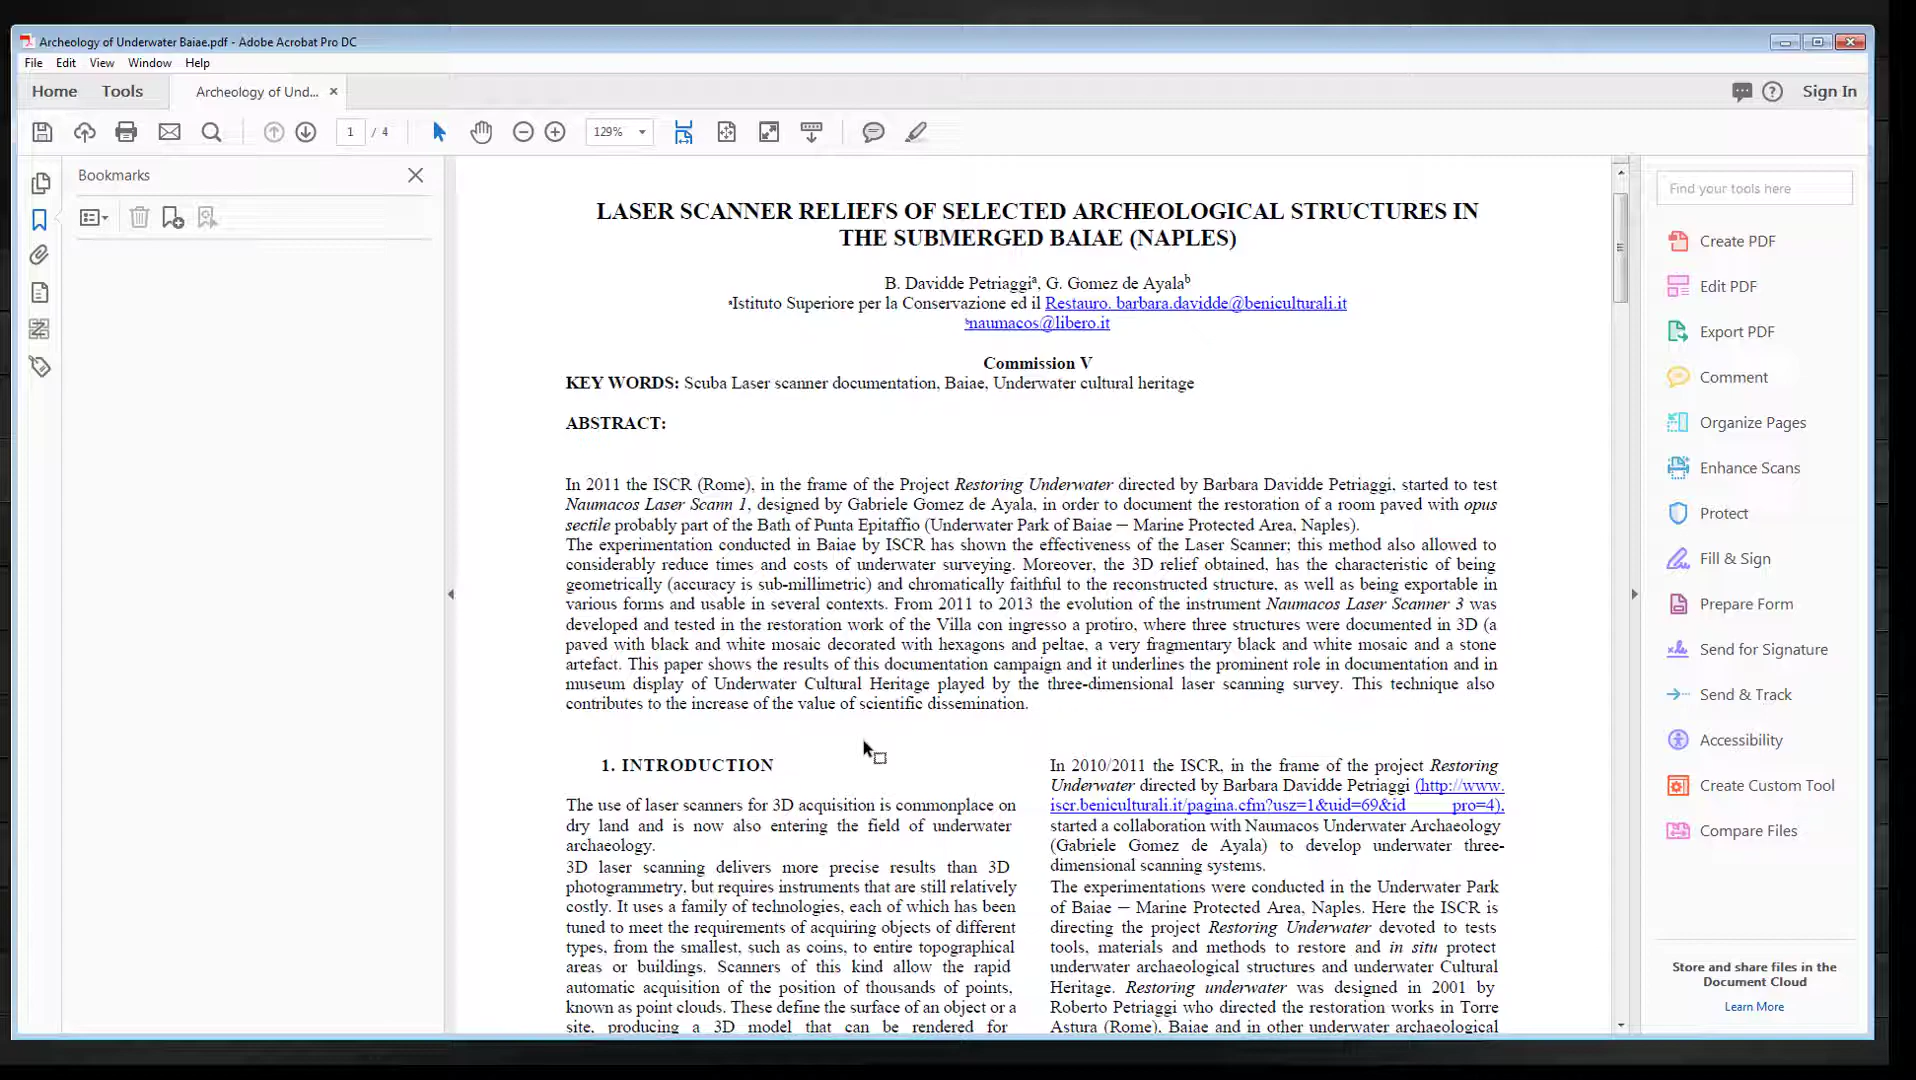 Archeology of Underwater Baiae.pdf - Adobe Acrobat Pro DC
File Edit View Window Help
Home Tools Archeology of Und... Sign In
1 / 4 129%
Bookmarks
Find your tools here
Create PDF
Edit PDF
Export PDF
Comment
Organize Pages
Enhance Scans
Protect
Fill & Sign
Prepare Form
Send for Signature
Send & Track
Accessibility
Create Custom Tool
Compare Files
Store and share files in the
Document Cloud
Learn More
LASER SCANNER RELIEFS OF SELECTED ARCHEOLOGICAL STRUCTURES IN
THE SUBMERGED BAIAE (NAPLES)
B. Davidde Petriaggiᵃ, G. Gomez de Ayalaᵇ
ᵃIstituto Superiore per la Conservazione ed il Restauro. barbara.davidde@beniculturali.it
ᵇnaumacos@libero.it
Commission V
KEY WORDS: Scuba Laser scanner documentation, Baiae, Underwater cultural heritage
ABSTRACT:
In 2011 the ISCR (Rome), in the frame of the Project Restoring Underwater directed by Barbara Davidde Petriaggi, started to test
Naumacos Laser Scann 1, designed by Gabriele Gomez de Ayala, in order to document the restoration of a room paved with opus
sectile probably part of the Bath of Punta Epitaffio (Underwater Park of Baiae – Marine Protected Area, Naples).
The experimentation conducted in Baiae by ISCR has shown the effectiveness of the Laser Scanner; this method also allowed to
considerably reduce times and costs of underwater surveying. Moreover, the 3D relief obtained, has the characteristic of being
geometrically (accuracy is sub-millimetric) and chromatically faithful to the reconstructed structure, as well as being exportable in
various forms and usable in several contexts. From 2011 to 2013 the evolution of the instrument Naumacos Laser Scanner 3 was
developed and tested in the restoration work of the Villa con ingresso a protiro, where three structures were documented in 3D (a
paved with black and white mosaic decorated with hexagons and peltae, a very fragmentary black and white mosaic and a stone
artefact. This paper shows the results of this documentation campaign and it underlines the prominent role in documentation and in
museum display of Underwater Cultural Heritage played by the three-dimensional laser scanning survey. This technique also
contributes to the increase of the value of scientific dissemination.
1. INTRODUCTION
The use of laser scanners for 3D acquisition is commonplace on
dry land and is now also entering the field of underwater
archaeology.
3D laser scanning delivers more precise results than 3D
photogrammetry, but requires instruments that are still relatively
costly. It uses a family of technologies, each of which has been
tuned to meet the requirements of acquiring objects of different
types, from the smallest, such as coins, to entire topographical
areas or buildings. Scanners of this kind allow the rapid
automatic acquisition of the position of thousands of points,
known as point clouds. These define the surface of an object or a
site, producing a 3D model that can be rendered for
In 2010/2011 the ISCR, in the frame of the project Restoring
Underwater directed by Barbara Davidde Petriaggi (http://www.
iscr.beniculturali.it/pagina.cfm?usz=1&uid=69&id pro=4),
started a collaboration with Naumacos Underwater Archaeology
(Gabriele Gomez de Ayala) to develop underwater three-
dimensional scanning systems.
The experimentations were conducted in the Underwater Park
of Baiae – Marine Protected Area, Naples. Here the ISCR is
directing the project Restoring Underwater devoted to tests
tools, materials and methods to restore and in situ protect
underwater archaeological structures and underwater Cultural
Heritage. Restoring underwater was designed in 2001 by
Roberto Petriaggi who directed the restoration works in Torre
Astura (Rome), Baiae and in other underwater archaeological